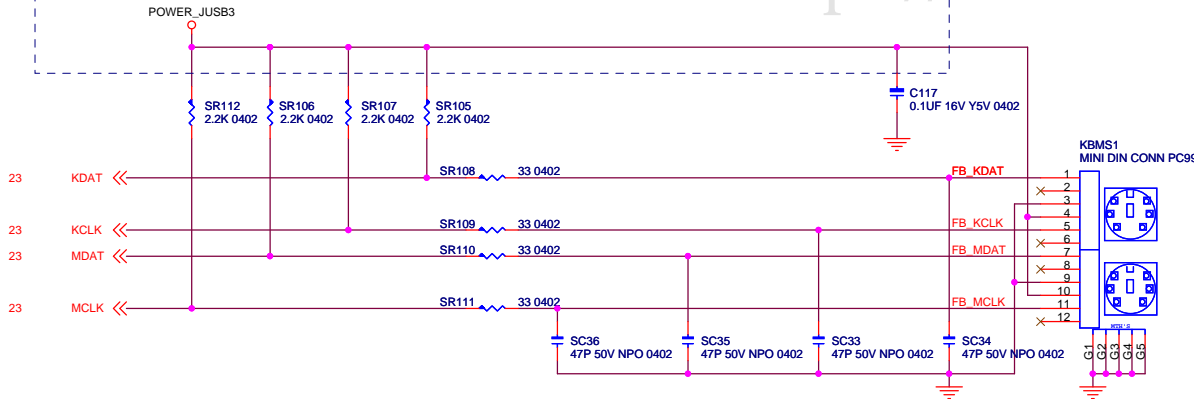 POWER_JUSB3
SR112
2.2K 0402
SR106
2.2K 0402
SR107
2.2K 0402
SR105
2.2K 0402
C117
0.1UF 16V Y5V 0402
KBMS1
MINI DIN CONN PC99
23 KDAT SR108 33 0402 FB_KDAT 1
2
3
4
23 KCLK SR109 33 0402 FB_KCLK 5
6
23 MDAT SR110 33 0402 FB_MDAT 7
8
9
10
23 MCLK SR111 33 0402 FB_MCLK 11
12
MTH'S
SC36
47P 50V NPO 0402
SC35
47P 50V NPO 0402
SC33
47P 50V NPO 0402
SC34
47P 50V NPO 0402
G1
G2
G3
G4
G5